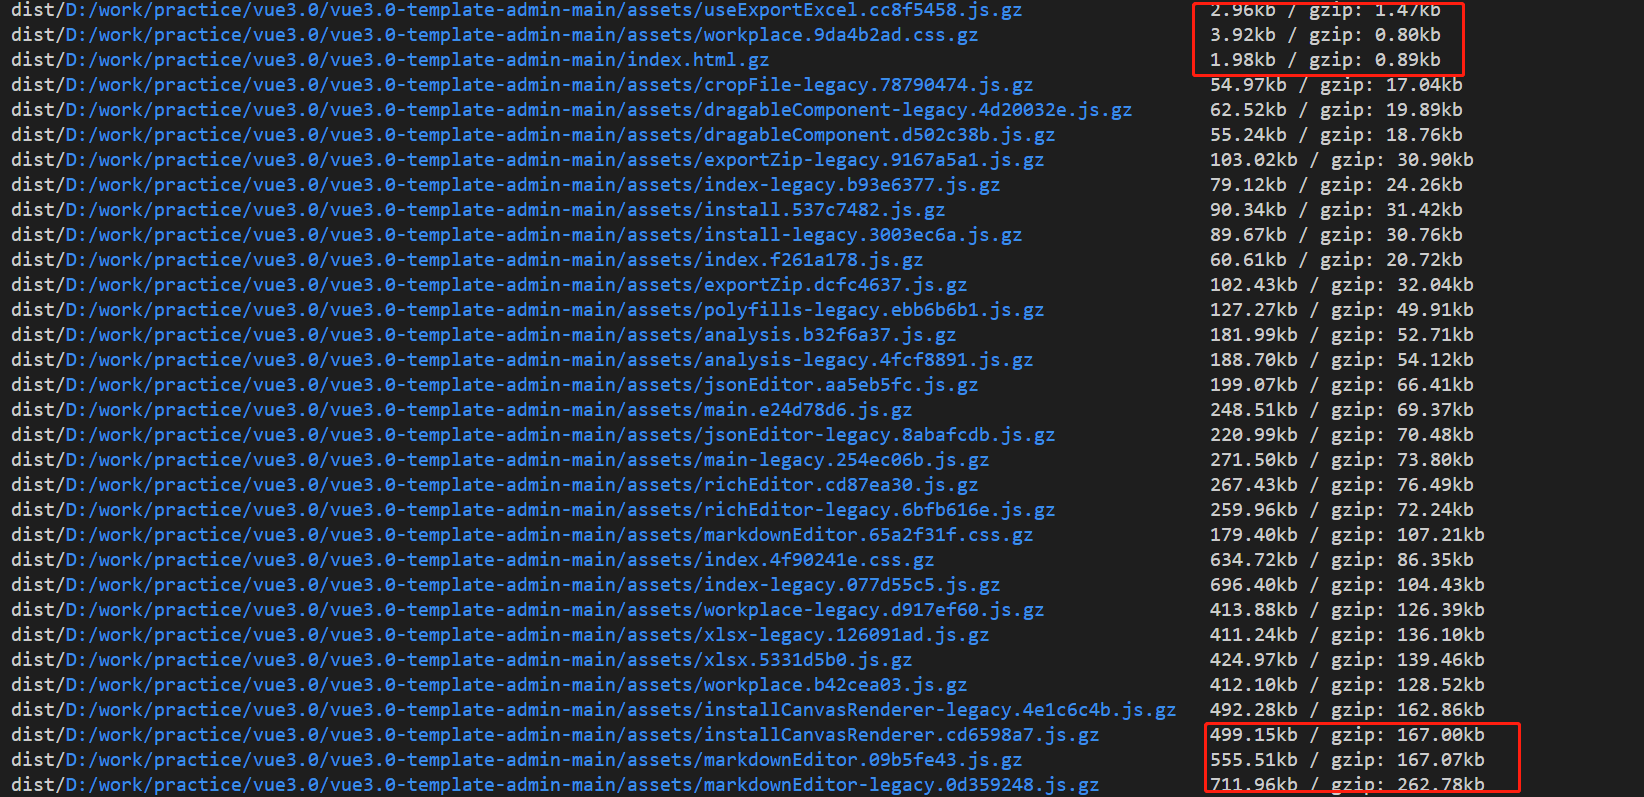 dist/D:/work/practice/vue3.0/vue3.0-template-admin-main/assets/useExportExcel.cc8f5458.js.gz 2.96kb / gzip: 1.47kb
dist/D:/work/practice/vue3.0/vue3.0-template-admin-main/assets/workplace.9da4b2ad.css.gz 3.92kb / gzip: 0.80kb
dist/D:/work/practice/vue3.0/vue3.0-template-admin-main/index.html.gz 1.98kb / gzip: 0.89kb
dist/D:/work/practice/vue3.0/vue3.0-template-admin-main/assets/cropFile-legacy.78790474.js.gz 54.97kb / gzip: 17.04kb
dist/D:/work/practice/vue3.0/vue3.0-template-admin-main/assets/dragableComponent-legacy.4d20032e.js.gz 62.52kb / gzip: 19.89kb
dist/D:/work/practice/vue3.0/vue3.0-template-admin-main/assets/dragableComponent.d502c38b.js.gz 55.24kb / gzip: 18.76kb
dist/D:/work/practice/vue3.0/vue3.0-template-admin-main/assets/exportZip-legacy.9167a5a1.js.gz 103.02kb / gzip: 30.90kb
dist/D:/work/practice/vue3.0/vue3.0-template-admin-main/assets/index-legacy.b93e6377.js.gz 79.12kb / gzip: 24.26kb
dist/D:/work/practice/vue3.0/vue3.0-template-admin-main/assets/install.537c7482.js.gz 90.34kb / gzip: 31.42kb
dist/D:/work/practice/vue3.0/vue3.0-template-admin-main/assets/install-legacy.3003ec6a.js.gz 89.67kb / gzip: 30.76kb
dist/D:/work/practice/vue3.0/vue3.0-template-admin-main/assets/index.f261a178.js.gz 60.61kb / gzip: 20.72kb
dist/D:/work/practice/vue3.0/vue3.0-template-admin-main/assets/exportZip.dcfc4637.js.gz 102.43kb / gzip: 32.04kb
dist/D:/work/practice/vue3.0/vue3.0-template-admin-main/assets/polyfills-legacy.ebb6b6b1.js.gz 127.27kb / gzip: 49.91kb
dist/D:/work/practice/vue3.0/vue3.0-template-admin-main/assets/analysis.b32f6a37.js.gz 181.99kb / gzip: 52.71kb
dist/D:/work/practice/vue3.0/vue3.0-template-admin-main/assets/analysis-legacy.4fcf8891.js.gz 188.70kb / gzip: 54.12kb
dist/D:/work/practice/vue3.0/vue3.0-template-admin-main/assets/jsonEditor.aa5eb5fc.js.gz 199.07kb / gzip: 66.41kb
dist/D:/work/practice/vue3.0/vue3.0-template-admin-main/assets/main.e24d78d6.js.gz 248.51kb / gzip: 69.37kb
dist/D:/work/practice/vue3.0/vue3.0-template-admin-main/assets/jsonEditor-legacy.8abafcdb.js.gz 220.99kb / gzip: 70.48kb
dist/D:/work/practice/vue3.0/vue3.0-template-admin-main/assets/main-legacy.254ec06b.js.gz 271.50kb / gzip: 73.80kb
dist/D:/work/practice/vue3.0/vue3.0-template-admin-main/assets/richEditor.cd87ea30.js.gz 267.43kb / gzip: 76.49kb
dist/D:/work/practice/vue3.0/vue3.0-template-admin-main/assets/richEditor-legacy.6bfb616e.js.gz 259.96kb / gzip: 72.24kb
dist/D:/work/practice/vue3.0/vue3.0-template-admin-main/assets/markdownEditor.65a2f31f.css.gz 179.40kb / gzip: 107.21kb
dist/D:/work/practice/vue3.0/vue3.0-template-admin-main/assets/index.4f90241e.css.gz 634.72kb / gzip: 86.35kb
dist/D:/work/practice/vue3.0/vue3.0-template-admin-main/assets/index-legacy.077d55c5.js.gz 696.40kb / gzip: 104.43kb
dist/D:/work/practice/vue3.0/vue3.0-template-admin-main/assets/workplace-legacy.d917ef60.js.gz 413.88kb / gzip: 126.39kb
dist/D:/work/practice/vue3.0/vue3.0-template-admin-main/assets/xlsx-legacy.126091ad.js.gz 411.24kb / gzip: 136.10kb
dist/D:/work/practice/vue3.0/vue3.0-template-admin-main/assets/xlsx.5331d5b0.js.gz 424.97kb / gzip: 139.46kb
dist/D:/work/practice/vue3.0/vue3.0-template-admin-main/assets/workplace.b42cea03.js.gz 412.10kb / gzip: 128.52kb
dist/D:/work/practice/vue3.0/vue3.0-template-admin-main/assets/installCanvasRenderer-legacy.4e1c6c4b.js.gz 492.28kb / gzip: 162.86kb
dist/D:/work/practice/vue3.0/vue3.0-template-admin-main/assets/installCanvasRenderer.cd6598a7.js.gz 499.15kb / gzip: 167.00kb
dist/D:/work/practice/vue3.0/vue3.0-template-admin-main/assets/markdownEditor.09b5fe43.js.gz 555.51kb / gzip: 167.07kb
dist/D:/work/practice/vue3.0/vue3.0-template-admin-main/assets/markdownEditor-legacy.0d359248.js.gz 711.96kb / gzip: 262.78kb